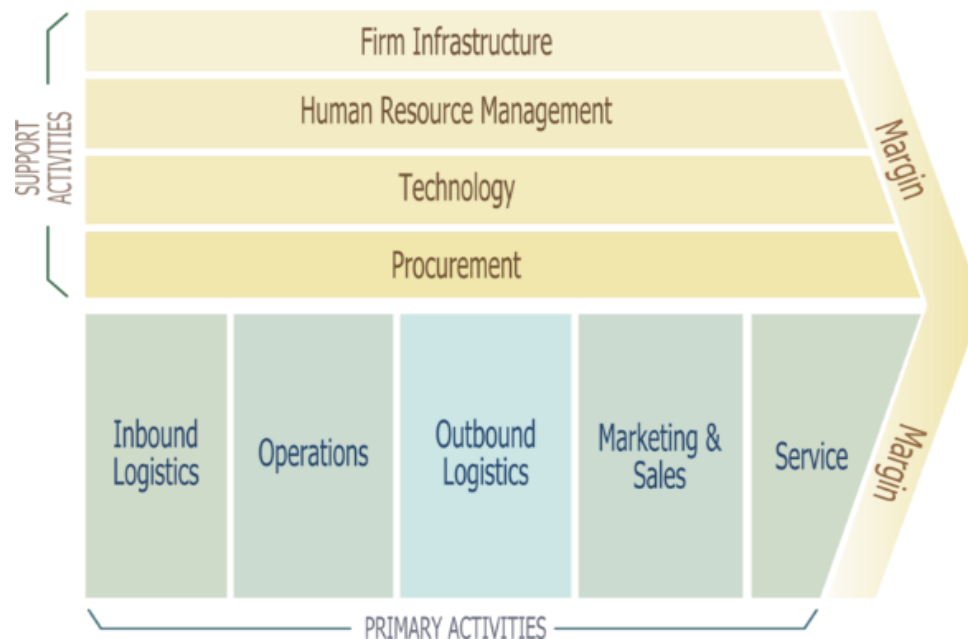 SUPPORT
ACTIVITIES
Firm Infrastructure
Human Resource Management
Technology
Procurement
Margin
Inbound
Logistics
Operations
Outbound
Logistics
Marketing &
Sales
Service
Margin
PRIMARY ACTIVITIES